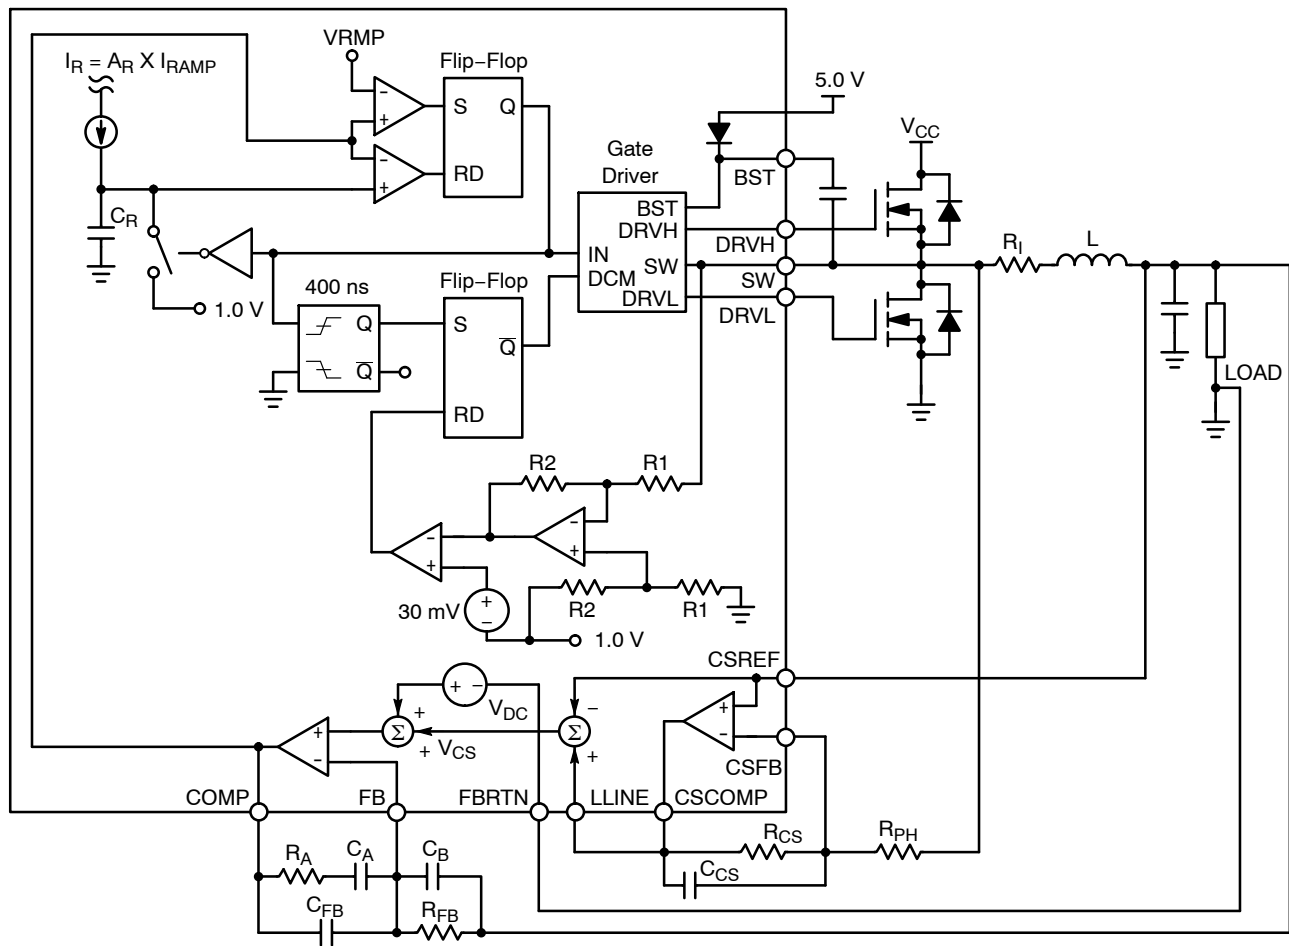 VRMP
I_R = A_R X I_RAMP
Flip−Flop
5.0 V
−
+
S
Q
V_CC
Gate
Driver
−
+
RD
BST
BST
C_R
DRVH
DRVH
R_I
L
IN
SW
SW
DCM
DRVL
DRVL
400 ns
Flip−Flop
1.0 V
Q
S
Q
Q
LOAD
RD
R2
R1
−
+
−
+
30 mV
+
−
R2
R1
1.0 V
CSREF
+ −
V_DC
−
+
Σ
+
V_CS
Σ
+
+
−
+
−
CSFB
COMP
FB
FBRTN
LLINE
CSCOMP
R_A
C_A
C_B
R_CS
R_PH
C_CS
C_FB
R_FB